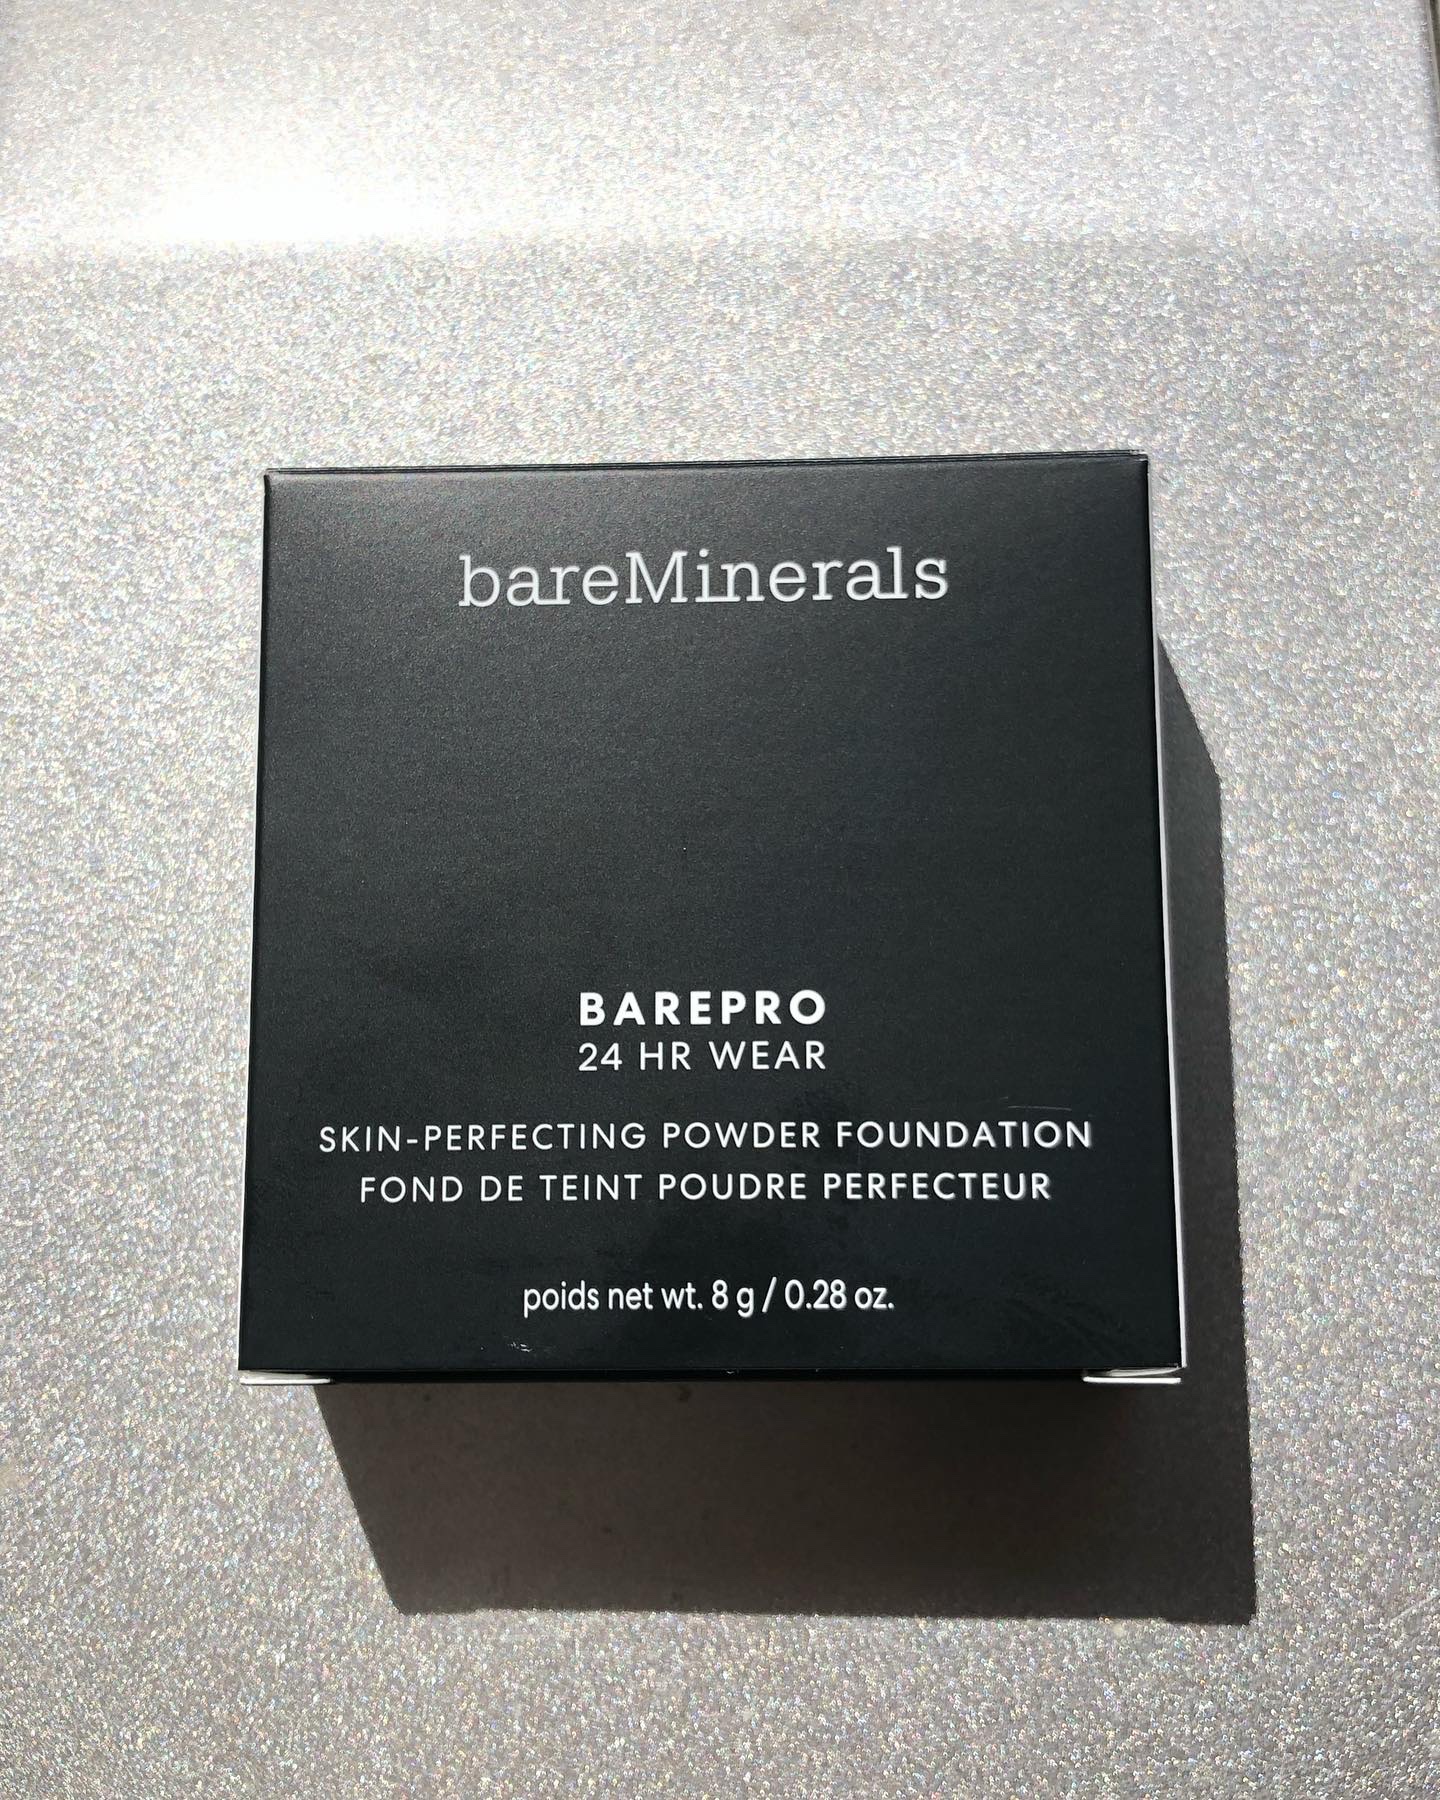 bareMinerals
BAREPRO
24 HR WEAR
SKIN-PERFECTING POWDER FOUNDATION
FOND DE TEINT POUDRE PERFECTEUR
poids net wt. 8 g / 0.28 oz.